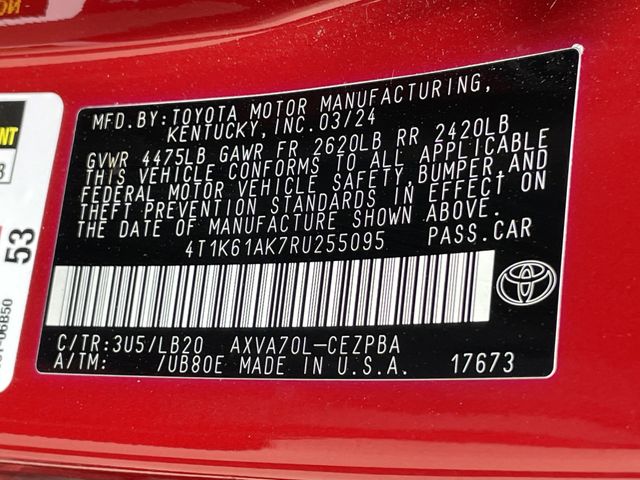 MFD.BY:TOYOTA MOTOR MANUFACTURING,
KENTUCKY, INC.03/24
GVWR 4475LB GAWR FR 2620LB RR 2420LB
THIS VEHICLE CONFORMS TO ALL APPLICABLE
FEDERAL MOTOR VEHICLE SAFETY, BUMPER, AND
THEFT PREVENTION STANDARDS IN EFFECT ON
THE DATE OF MANUFACTURE SHOWN ABOVE.
4T1K61AK7RU255095 PASS.CAR
C/TR:3U5/LB20 AXVA70L-CEZPBA
A/TM: /UB80E MADE IN U.S.A. 17673
53